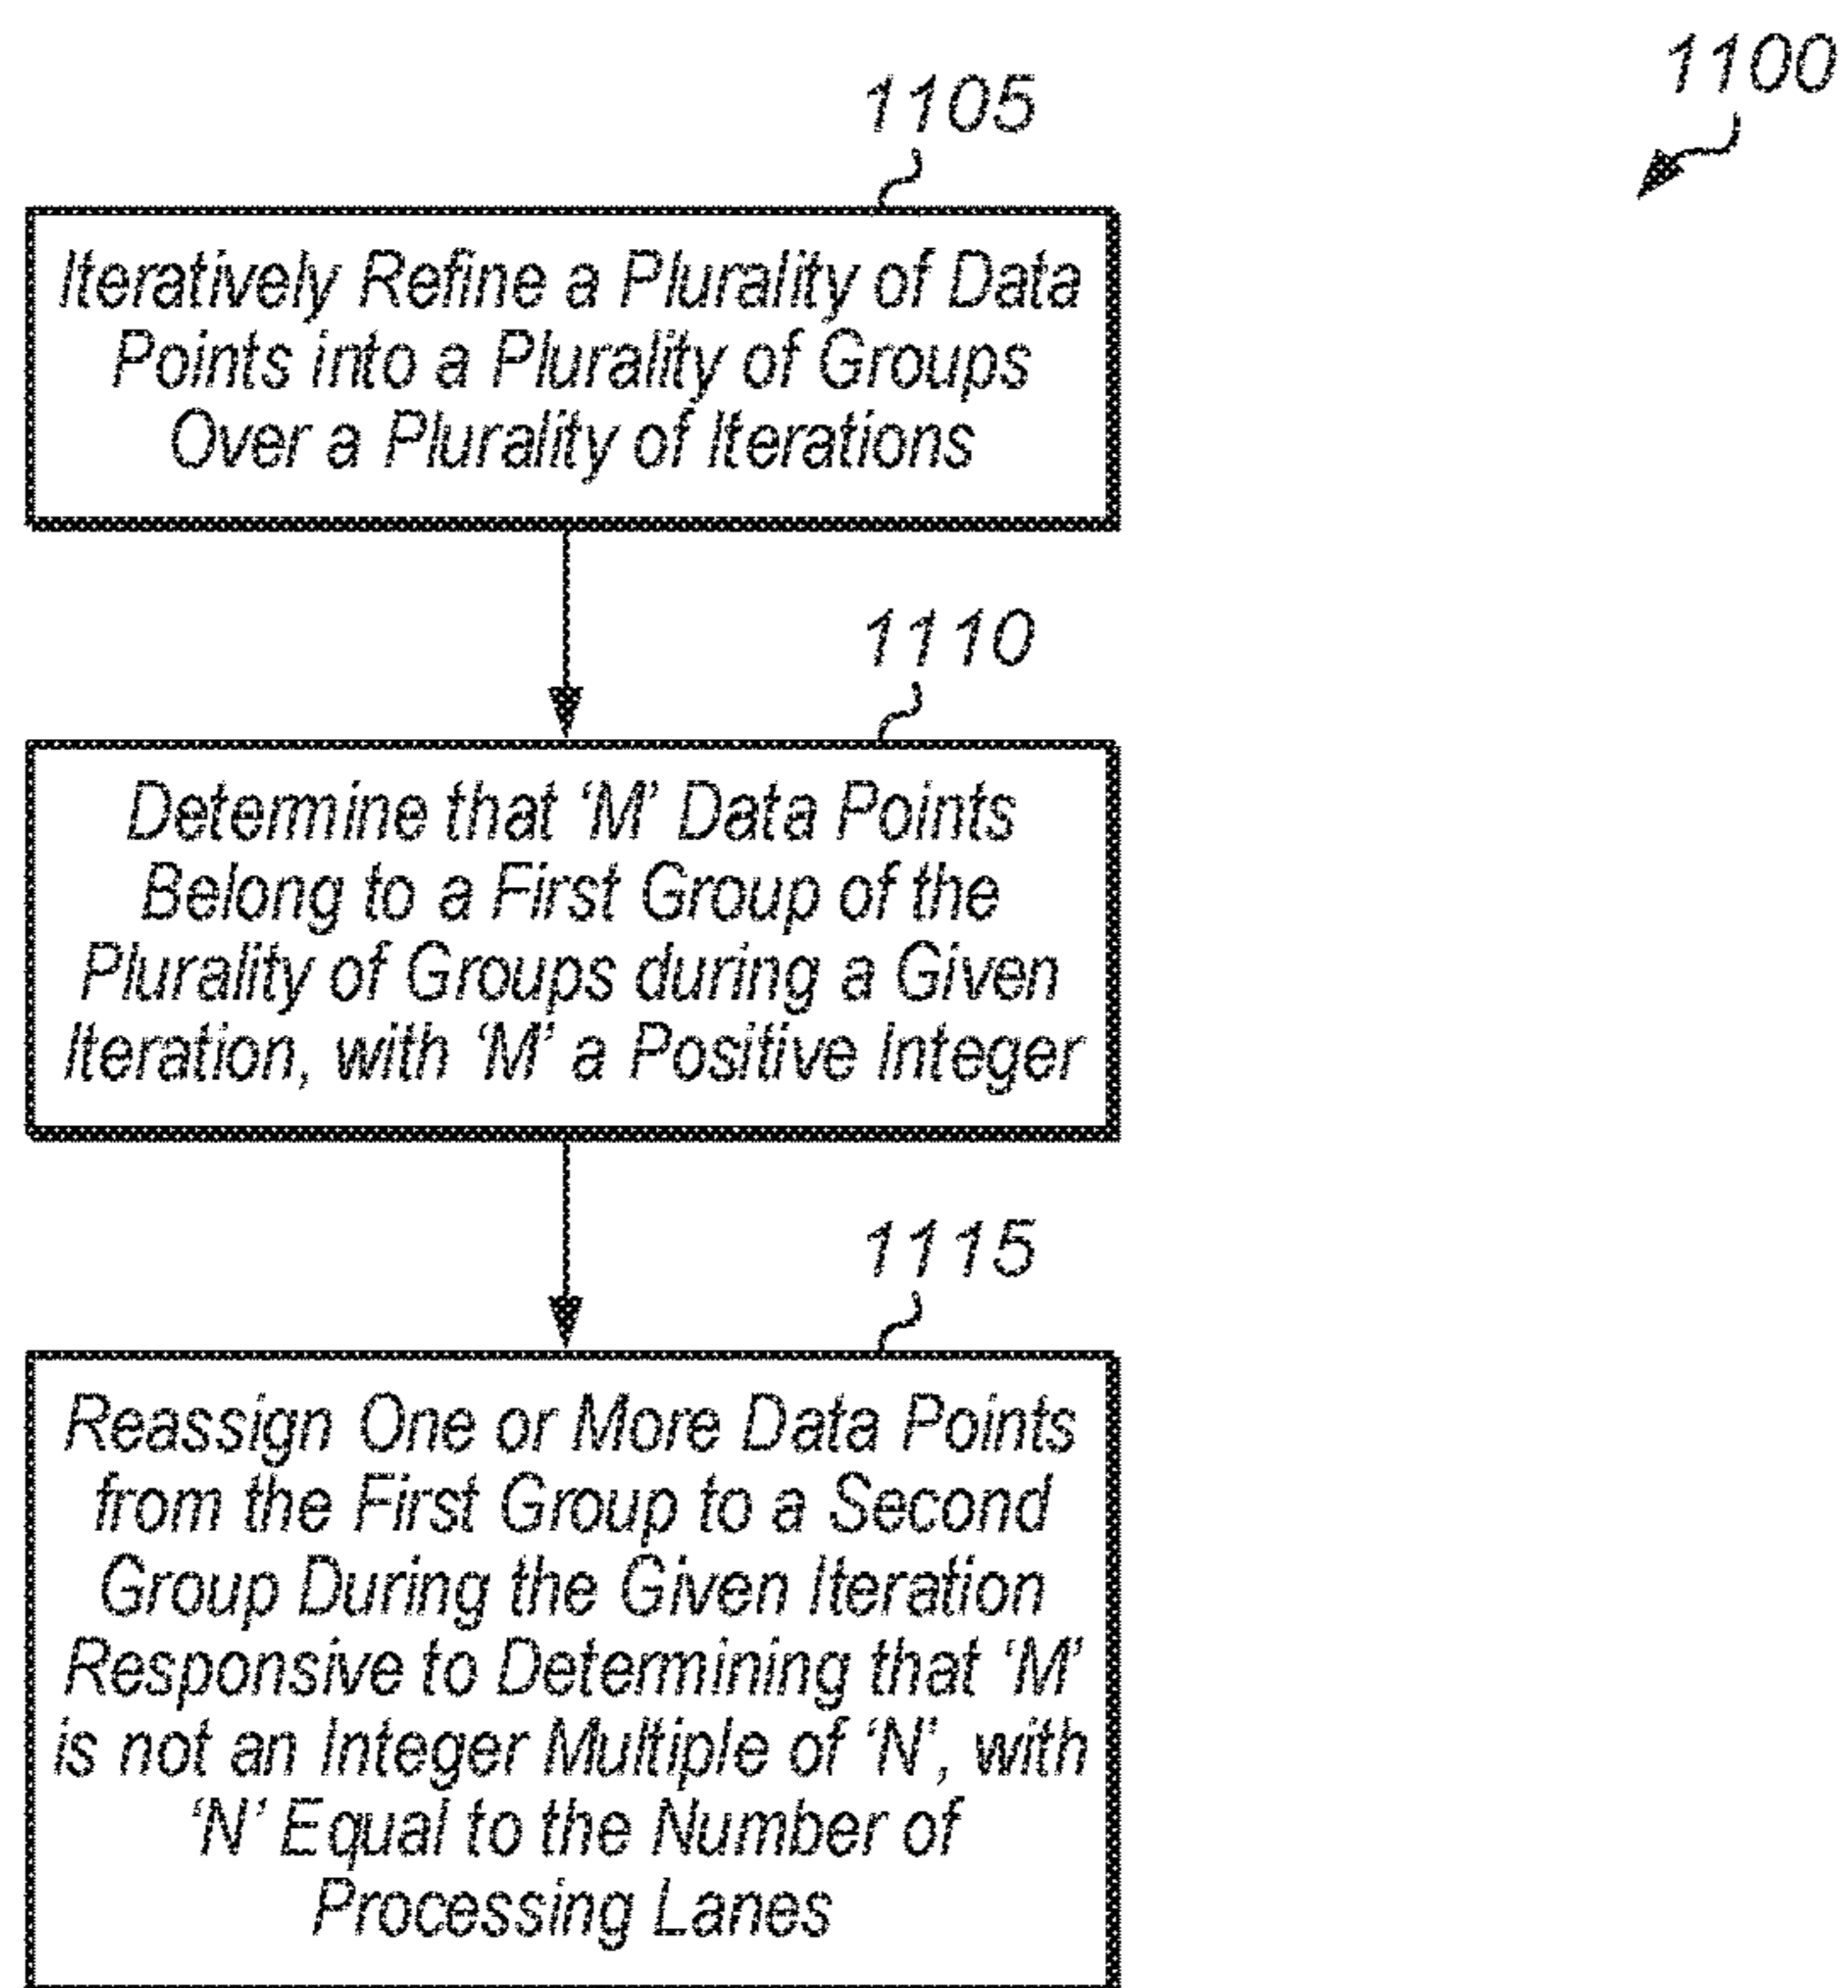 1100
1105
Iteratively Refine a Plurality of Data
Points into a Plurality of Groups
Over a Plurality of Iterations
1110
Determine that ‘M’ Data Points
Belong to a First Group of the
Plurality of Groups during a Given
Iteration, with ‘M’ a Positive Integer
1115
Reassign One or More Data Points
from the First Group to a Second
Group During the Given Iteration
Responsive to Determining that ‘M’
is not an Integer Multiple of ‘N’, with
‘N’ Equal to the Number of
Processing Lanes